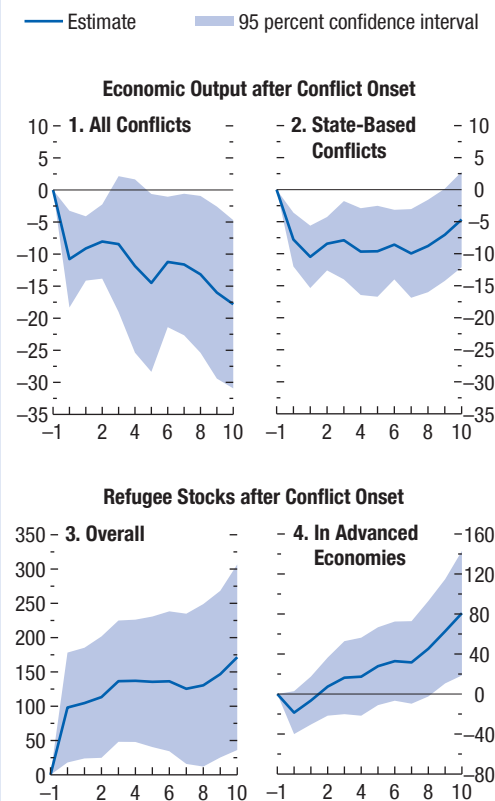 Estimate 95 percent confidence interval
Economic Output after Conflict Onset
1. All Conflicts
10
5
0
–5
–10
–15
–20
–25
–30
–35
–1 2 4 6 8 10
2. State-Based
Conflicts
10
5
0
–5
–10
–15
–20
–25
–30
–35
–1 2 4 6 8 10
Refugee Stocks after Conflict Onset
3. Overall
350
300
250
200
150
100
50
0
–1 2 4 6 8 10
4. In Advanced
Economies
160
120
80
40
0
–40
–80
–1 2 4 6 8 10